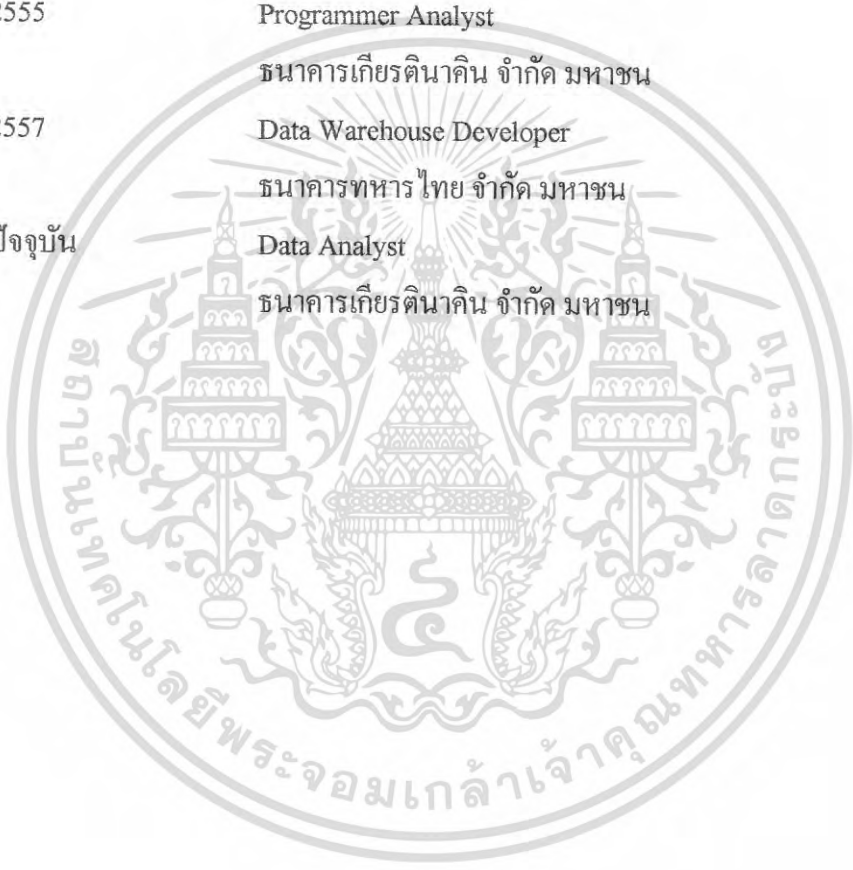 2555 Programmer Analyst
ธนาคารเกียรตินาคิน จำกัด มหาชน
2557 Data Warehouse Developer
ธนาคารทหารไทย จำกัด มหาชน
ปัจจุบัน Data Analyst
ธนาคารเกียรตินาคิน จำกัด มหาชน
สถาบันเทคโนโลยีพระจอมเกล้าเจ้าคุณทหารลาดกระบัง